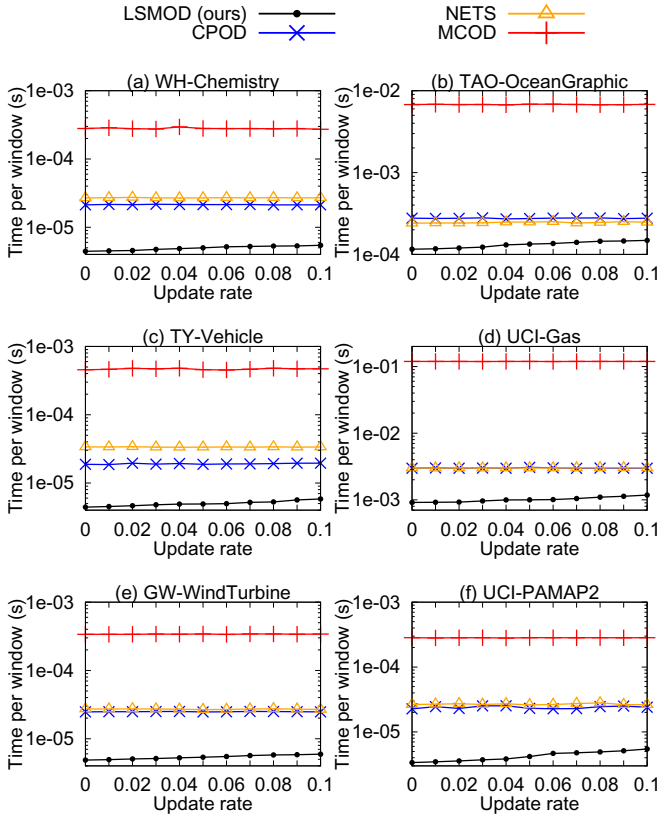 LSMOD (ours)
CPOD
NETS
MCOD
(a) WH-Chemistry
Time per window (s)
1e-03
1e-04
1e-05
0 0.02 0.04 0.06 0.08 0.1
Update rate
(b) TAO-OceanGraphic
Time per window (s)
1e-02
1e-03
1e-04
0 0.02 0.04 0.06 0.08 0.1
Update rate
(c) TY-Vehicle
Time per window (s)
1e-03
1e-04
1e-05
0 0.02 0.04 0.06 0.08 0.1
Update rate
(d) UCI-Gas
Time per window (s)
1e-01
1e-02
1e-03
0 0.02 0.04 0.06 0.08 0.1
Update rate
(e) GW-WindTurbine
Time per window (s)
1e-03
1e-04
1e-05
0 0.02 0.04 0.06 0.08 0.1
Update rate
(f) UCI-PAMAP2
Time per window (s)
1e-03
1e-04
1e-05
0 0.02 0.04 0.06 0.08 0.1
Update rate